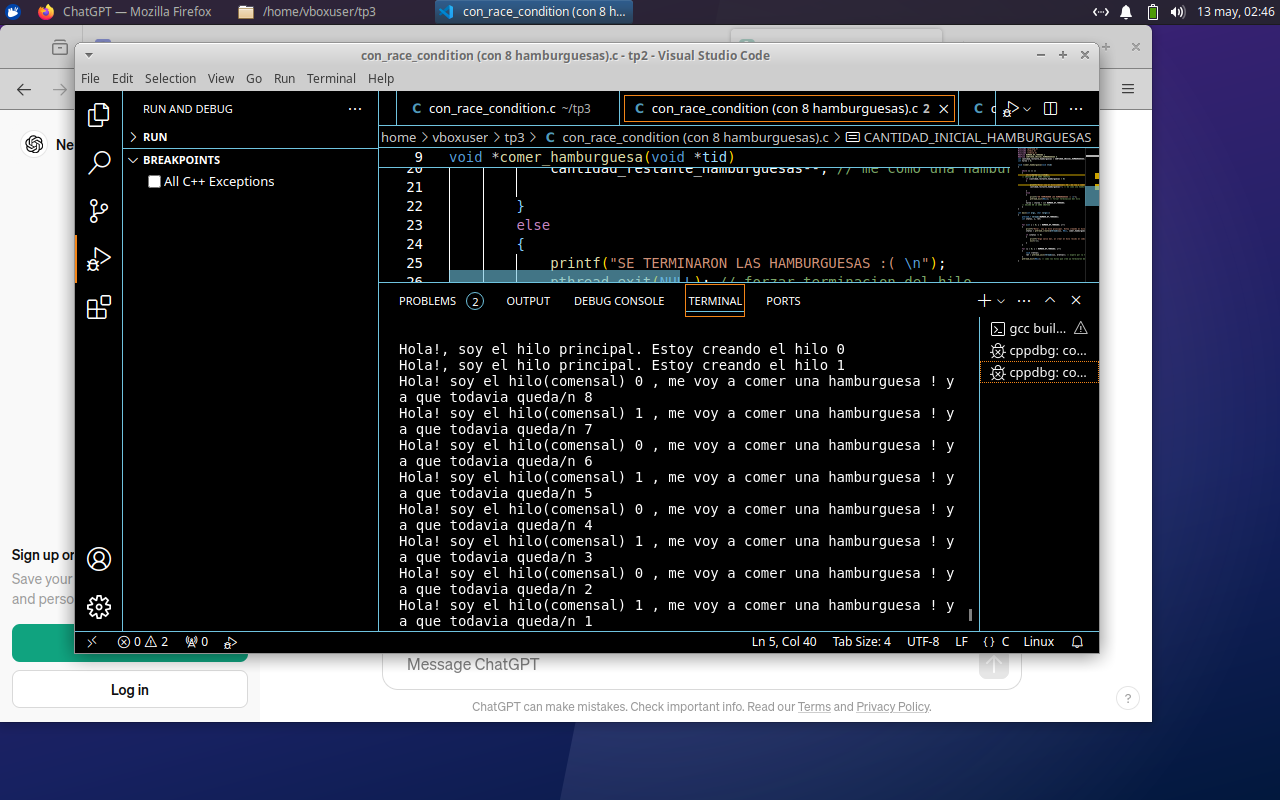 ChatGPT — Mozilla Firefox
/home/vboxuser/tp3
con_race_condition (con 8 h...
13 may, 02:46
con_race_condition (con 8 hamburguesas).c - tp2 - Visual Studio Code
File Edit Selection View Go Run Terminal Help
RUN AND DEBUG
RUN
BREAKPOINTS
All C++ Exceptions
C con_race_condition.c ~/tp3
C con_race_condition (con 8 hamburguesas).c 2
C
home > vboxuser > tp3 > C con_race_condition (con 8 hamburguesas).c > CANTIDAD_INICIAL_HAMBURGUESAS
9 void *comer_hamburguesa(void *tid)
20 cantidad_restante_hamburguesas--; // me como una hambur
21
22 }
23 else
24 {
25 printf("SE TERMINARON LAS HAMBURGUESAS :( \n");
26 pthread_exit(NULL); // forzar terminacion del hilo
PROBLEMS 2 OUTPUT DEBUG CONSOLE TERMINAL PORTS
Hola!, soy el hilo principal. Estoy creando el hilo 0
Hola!, soy el hilo principal. Estoy creando el hilo 1
Hola! soy el hilo(comensal) 0 , me voy a comer una hamburguesa ! y
a que todavia queda/n 8
Hola! soy el hilo(comensal) 1 , me voy a comer una hamburguesa ! y
a que todavia queda/n 7
Hola! soy el hilo(comensal) 0 , me voy a comer una hamburguesa ! y
a que todavia queda/n 6
Hola! soy el hilo(comensal) 1 , me voy a comer una hamburguesa ! y
a que todavia queda/n 5
Hola! soy el hilo(comensal) 0 , me voy a comer una hamburguesa ! y
a que todavia queda/n 4
Hola! soy el hilo(comensal) 1 , me voy a comer una hamburguesa ! y
a que todavia queda/n 3
Hola! soy el hilo(comensal) 0 , me voy a comer una hamburguesa ! y
a que todavia queda/n 2
Hola! soy el hilo(comensal) 1 , me voy a comer una hamburguesa ! y
a que todavia queda/n 1
gcc buil...
cppdbg: co...
cppdbg: co...
0 2 0
Ln 5, Col 40 Tab Size: 4 UTF-8 LF {} C Linux
Ne
Sign up or
Save your
and perso
Log in
Message ChatGPT
ChatGPT can make mistakes. Check important info. Read our Terms and Privacy Policy.
?